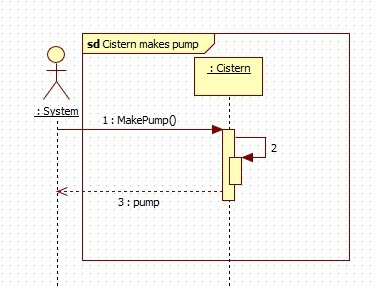 sd Cistern makes pump
: Cistern
: System
1 : MakePump()
2
3 : pump